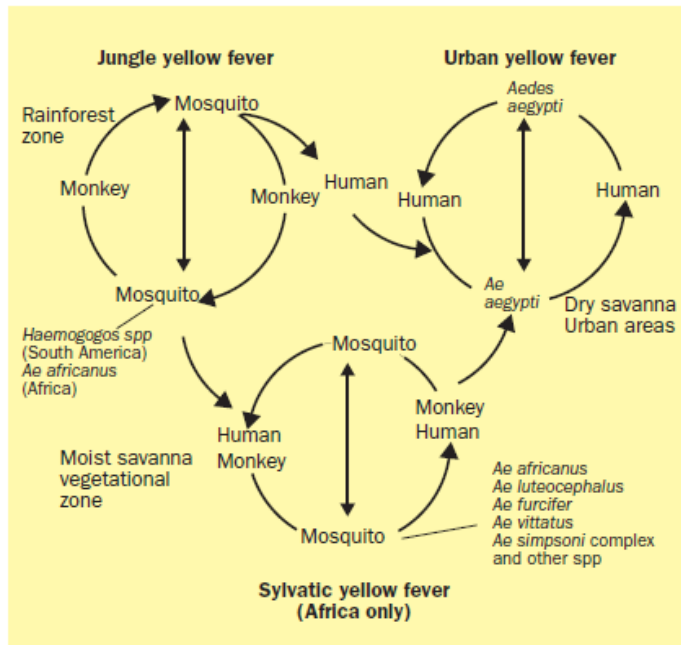 Jungle yellow fever
Urban yellow fever
Rainforest
zone
Mosquito
Monkey
Monkey
Human
Mosquito
Haemogogos spp
(South America)
Ae africanus
(Africa)
Aedes
aegypti
Human
Human
Ae
aegypti
Dry savanna
Urban areas
Mosquito
Human
Monkey
Monkey
Human
Moist savanna
vegetational
zone
Mosquito
Ae africanus
Ae luteocephalus
Ae furcifer
Ae vittatus
Ae simpsoni complex
and other spp
Sylvatic yellow fever
(Africa only)